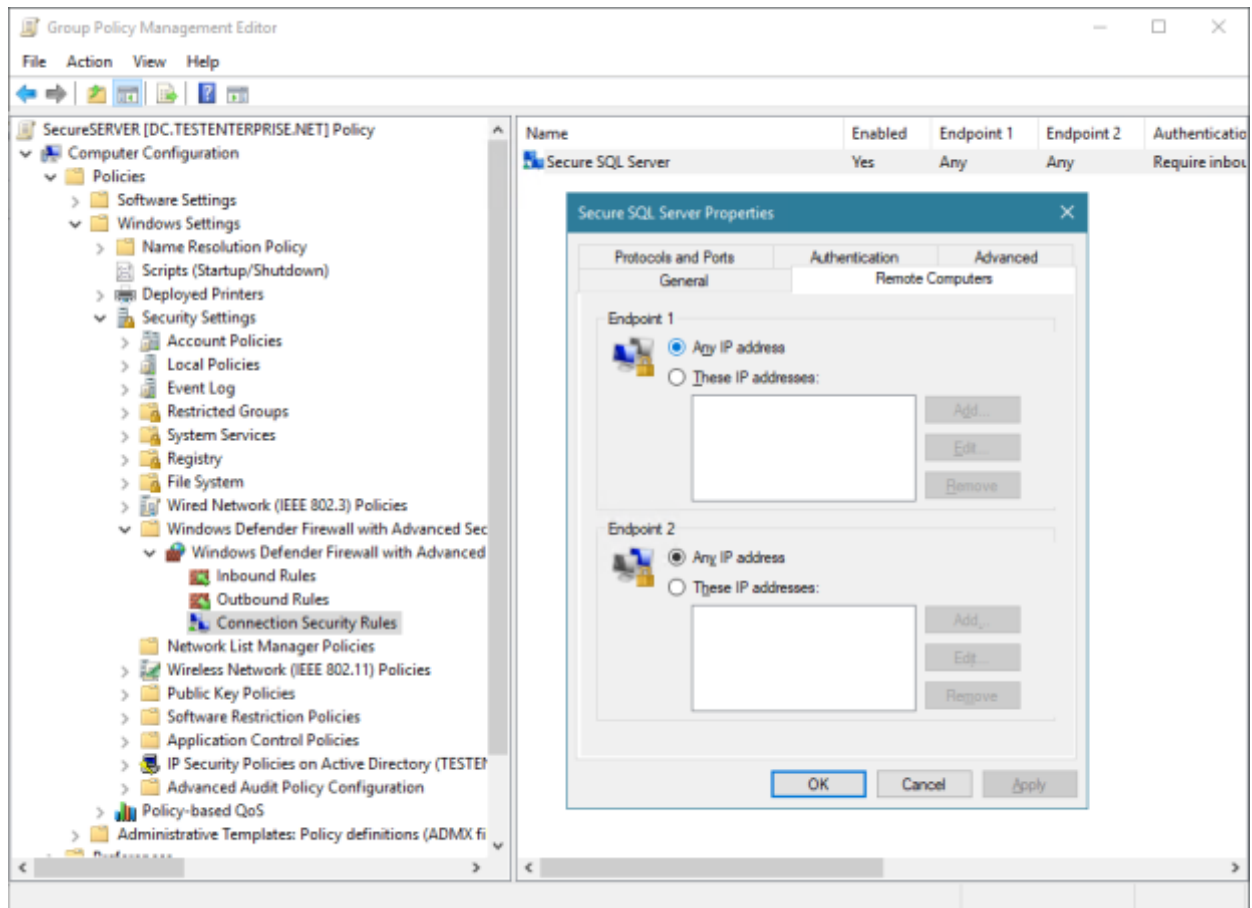 Group Policy Management Editor
File Action View Help
SecureSERVER [DC.TESTENTERPRISE.NET] Policy
Computer Configuration
Policies
Software Settings
Windows Settings
Name Resolution Policy
Scripts (Startup/Shutdown)
Deployed Printers
Security Settings
Account Policies
Local Policies
Event Log
Restricted Groups
System Services
Registry
File System
Wired Network (IEEE 802.3) Policies
Windows Defender Firewall with Advanced Sec
Windows Defender Firewall with Advanced
Inbound Rules
Outbound Rules
Connection Security Rules
Network List Manager Policies
Wireless Network (IEEE 802.11) Policies
Public Key Policies
Software Restriction Policies
Application Control Policies
IP Security Policies on Active Directory (TESTEN
Advanced Audit Policy Configuration
Policy-based QoS
Administrative Templates: Policy definitions (ADMX fi
Name Enabled Endpoint 1 Endpoint 2 Authenticatio
Secure SQL Server Yes Any Any Require inbou
Secure SQL Server Properties
Protocols and Ports Authentication Advanced
General Remote Computers
Endpoint 1
Any IP address
These IP addresses:
Add...
Edit...
Remove
Endpoint 2
Any IP address
These IP addresses:
Add...
Edit...
Remove
OK Cancel Apply